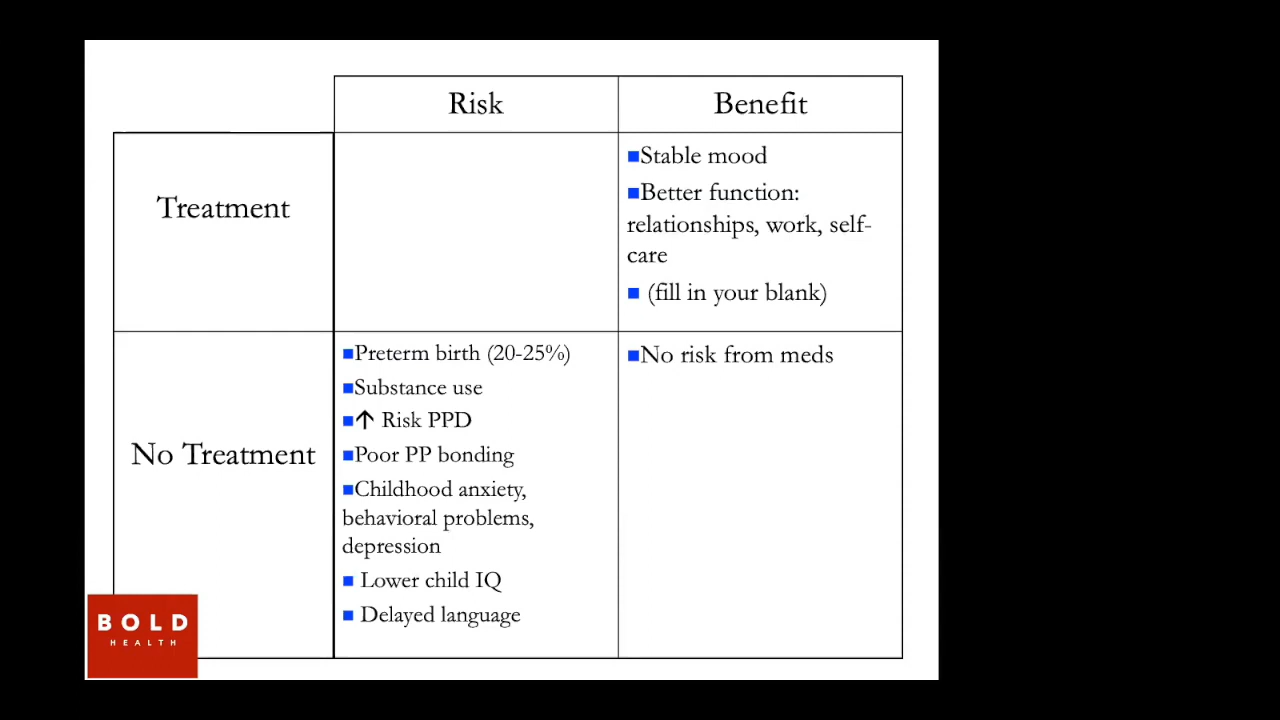 Risk
Benefit
Treatment
■Stable mood
■Better function:
relationships, work, self-
care
■ (fill in your blank)
No Treatment
■Preterm birth (20-25%)
■Substance use
■↑ Risk PPD
■Poor PP bonding
■Childhood anxiety,
behavioral problems,
depression
■ Lower child IQ
■ Delayed language
■No risk from meds
BOLD
HEALTH